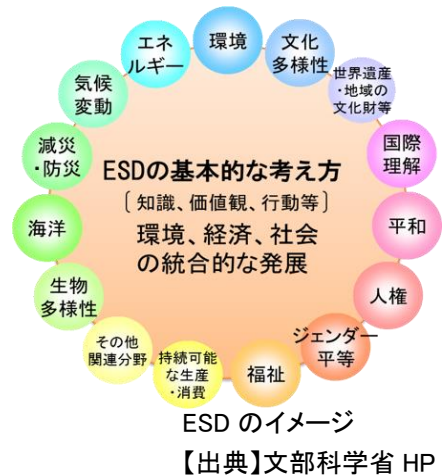 環境
文化
多様性
世界遺産
・地域の
文化財等
国際
理解
平和
人権
ジェンダー
平等
福祉
持続可能
な生産
・消費
その他
関連分野
生物
多様性
海洋
減災
・防災
気候
変動
エネ
ルギー
ESDの基本的な考え方
［知識、価値観、行動等］
環境、経済、社会
の統合的な発展
ESD のイメージ
【出典】文部科学省 HP